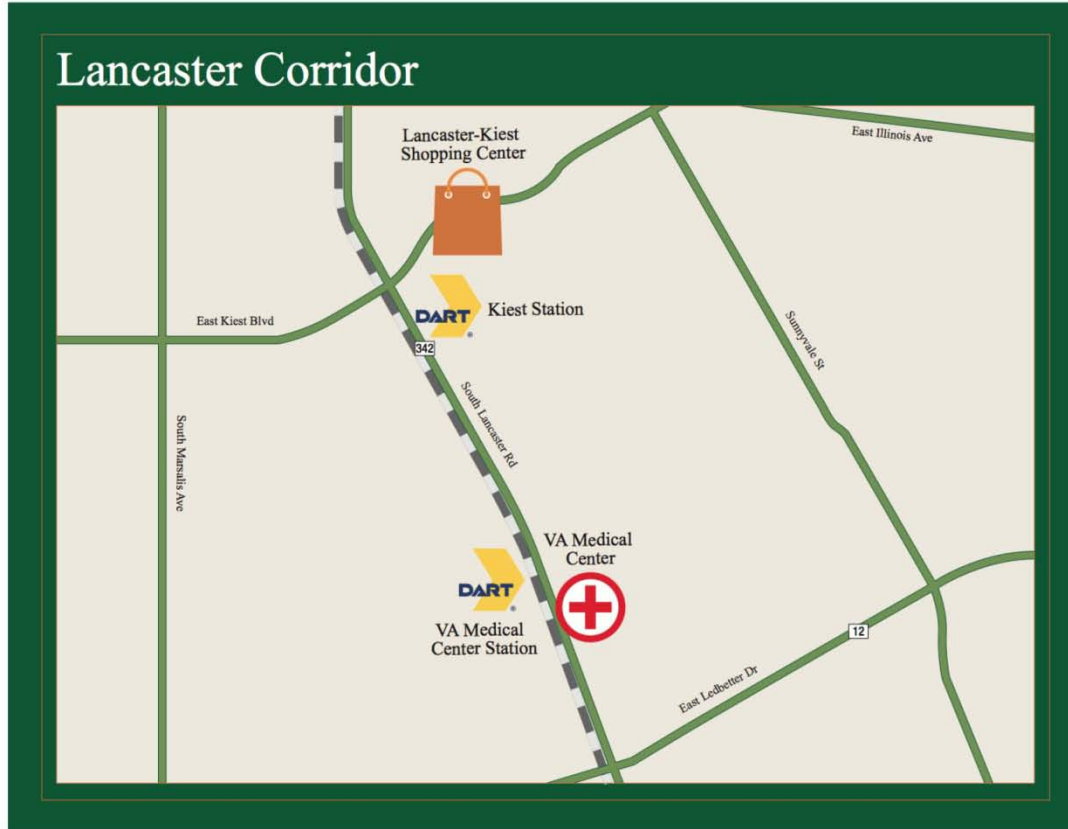 Lancaster Corridor
East Illinois Ave
Lancaster-Kiest
Shopping Center
DART
®
Kiest Station
East Kiest Blvd
342
Sunnyvale St
South Lancaster Rd
South Marsalis Ave
VA Medical
Center
DART
®
VA Medical
Center Station
12
East Ledbetter Dr